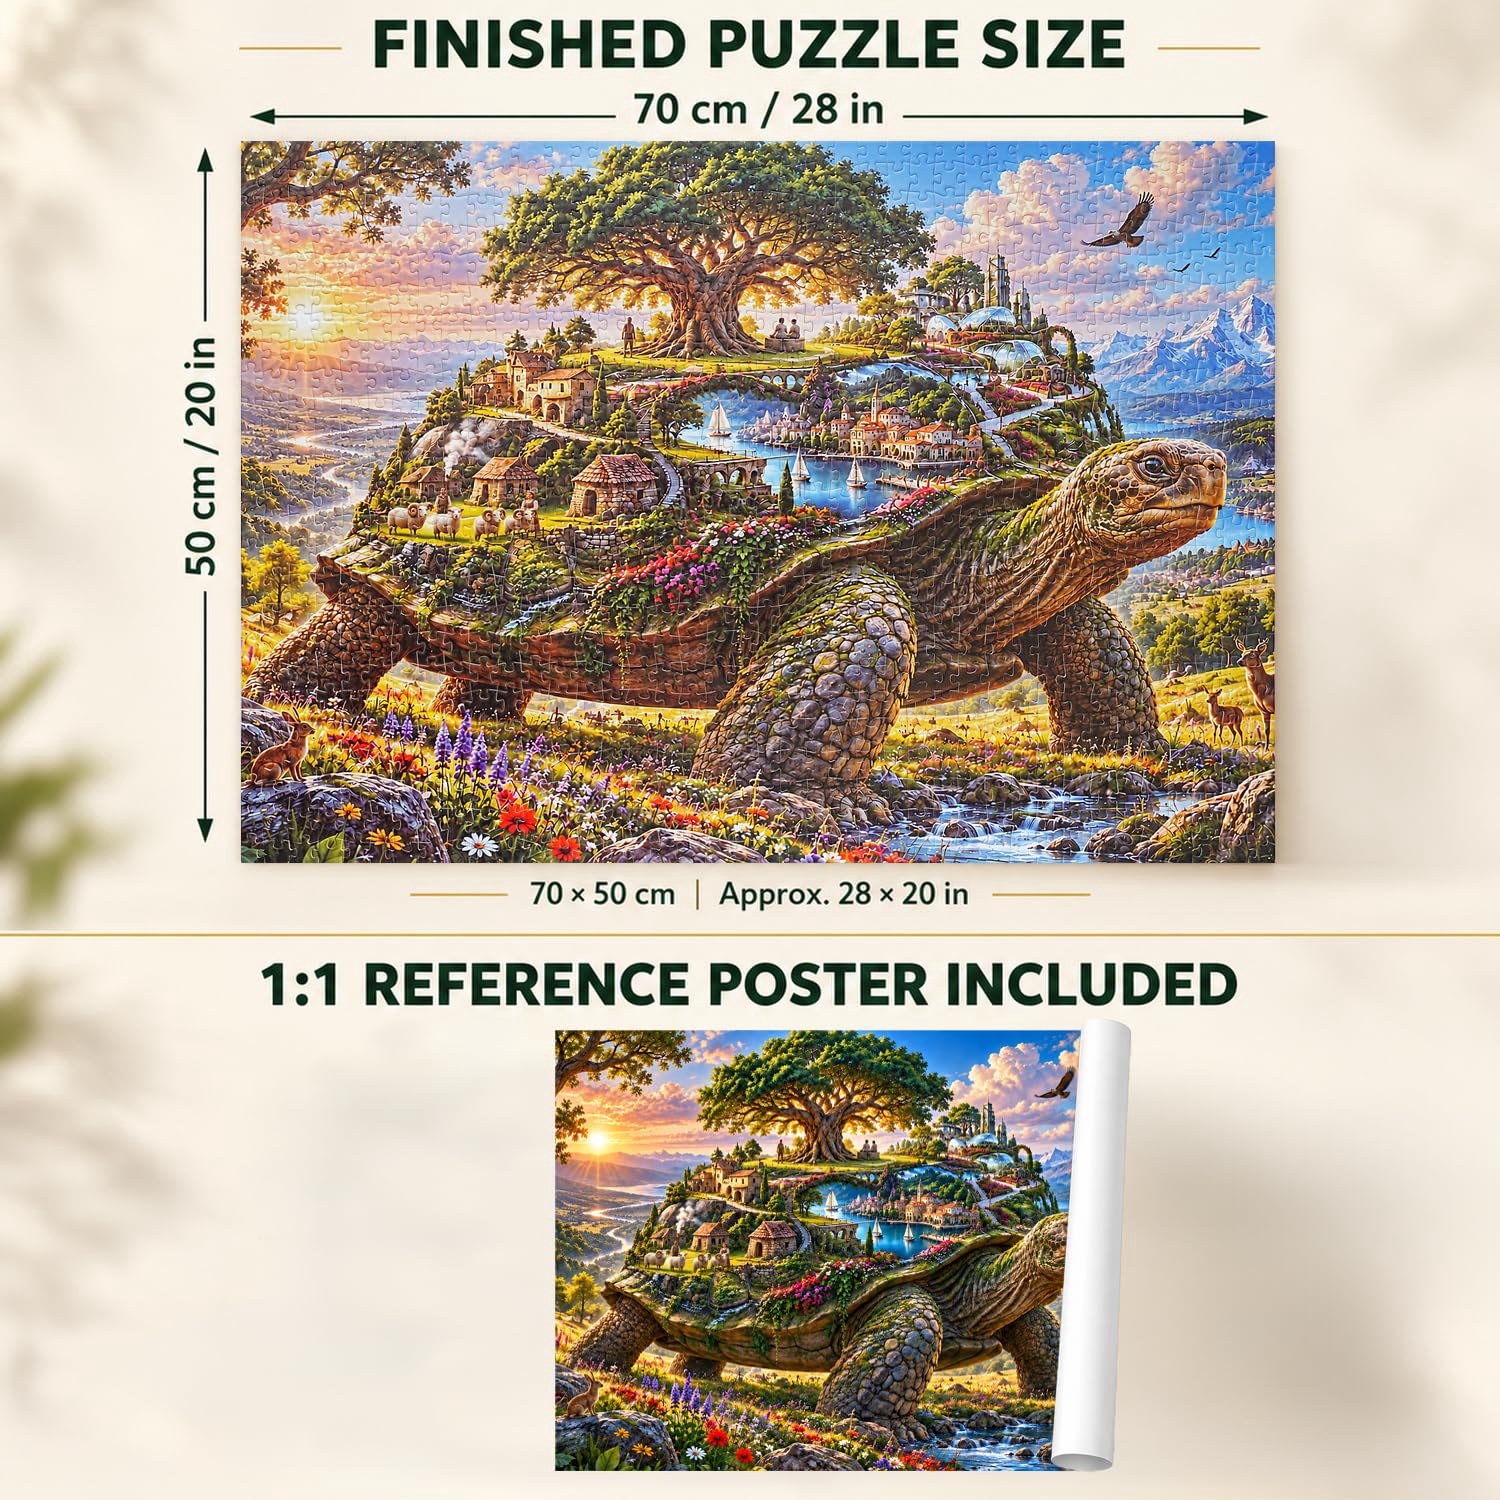 FINISHED PUZZLE SIZE
70 cm / 28 in
50 cm / 20 in
70 × 50 cm | Approx. 28 × 20 in
1:1 REFERENCE POSTER INCLUDED